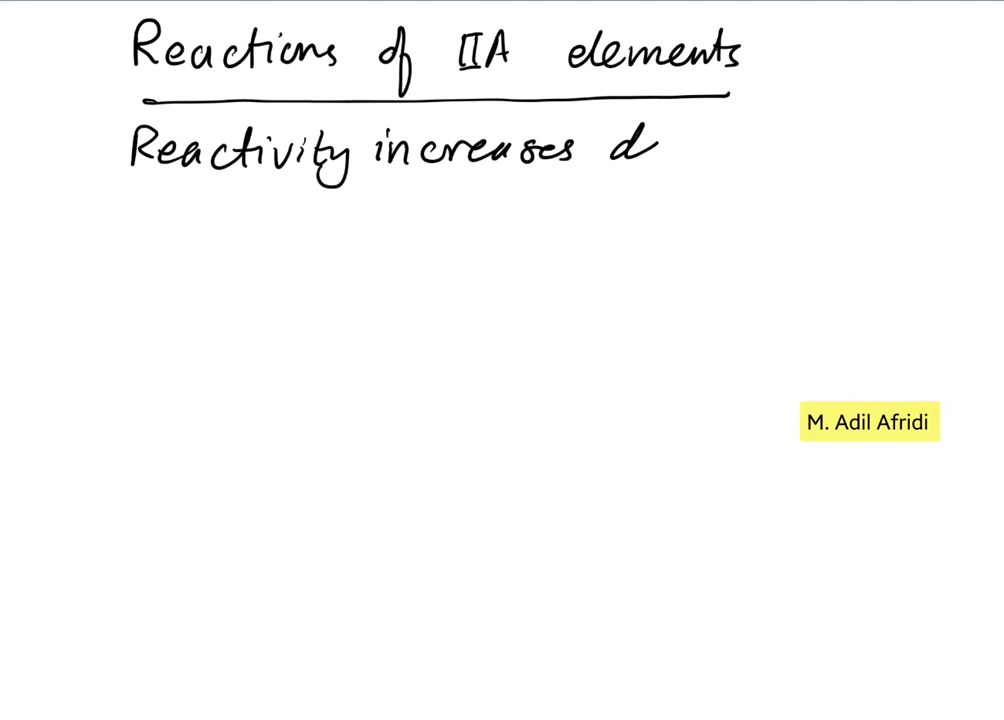 Reactions of IIA elements
Reactivity increases d
M. Adil Afridi